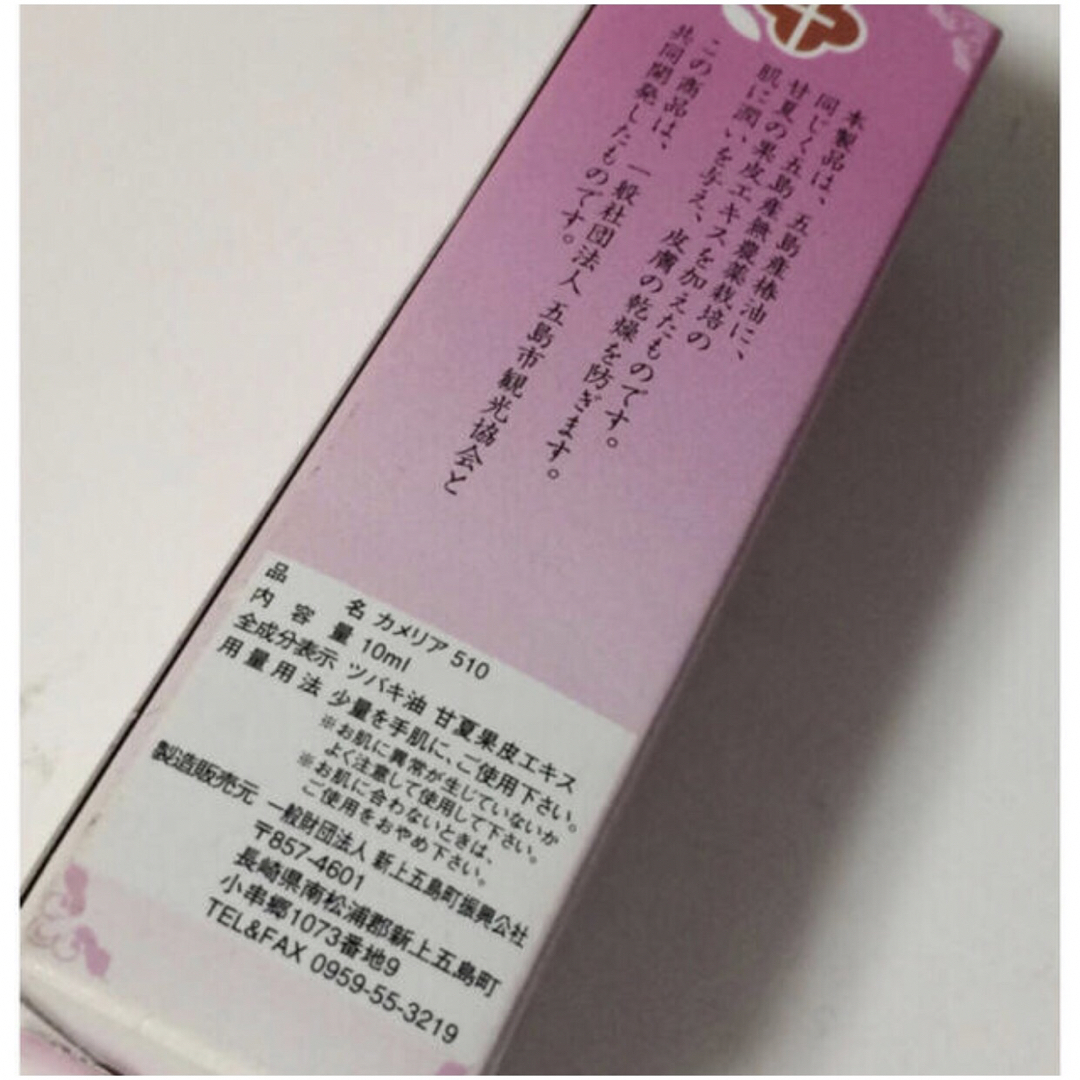 本製品は、五島産椿油に、
同じく五島産無農薬栽培の
甘夏の果皮エキスを加えたものです。
肌に潤いを与え、皮膚の乾燥を防ぎます。
この商品は、一般社団法人 五島市観光協会と
共同開発したものです。
品　名 カメリア 510
内 容 量 10ml
全成分表示 ツバキ油 甘夏果皮エキス
用量用法 少量を手肌に、ご使用下さい。
※お肌に異常が生じていないか
よく注意して使用して下さい。
※お肌に合わないときは、
ご使用をおやめ下さい。
製造販売元 一般財団法人 新上五島町振興公社
〒857-4601
長崎県南松浦郡新上五島町
小串郷1073番地9
TEL&FAX 0959-55-3219